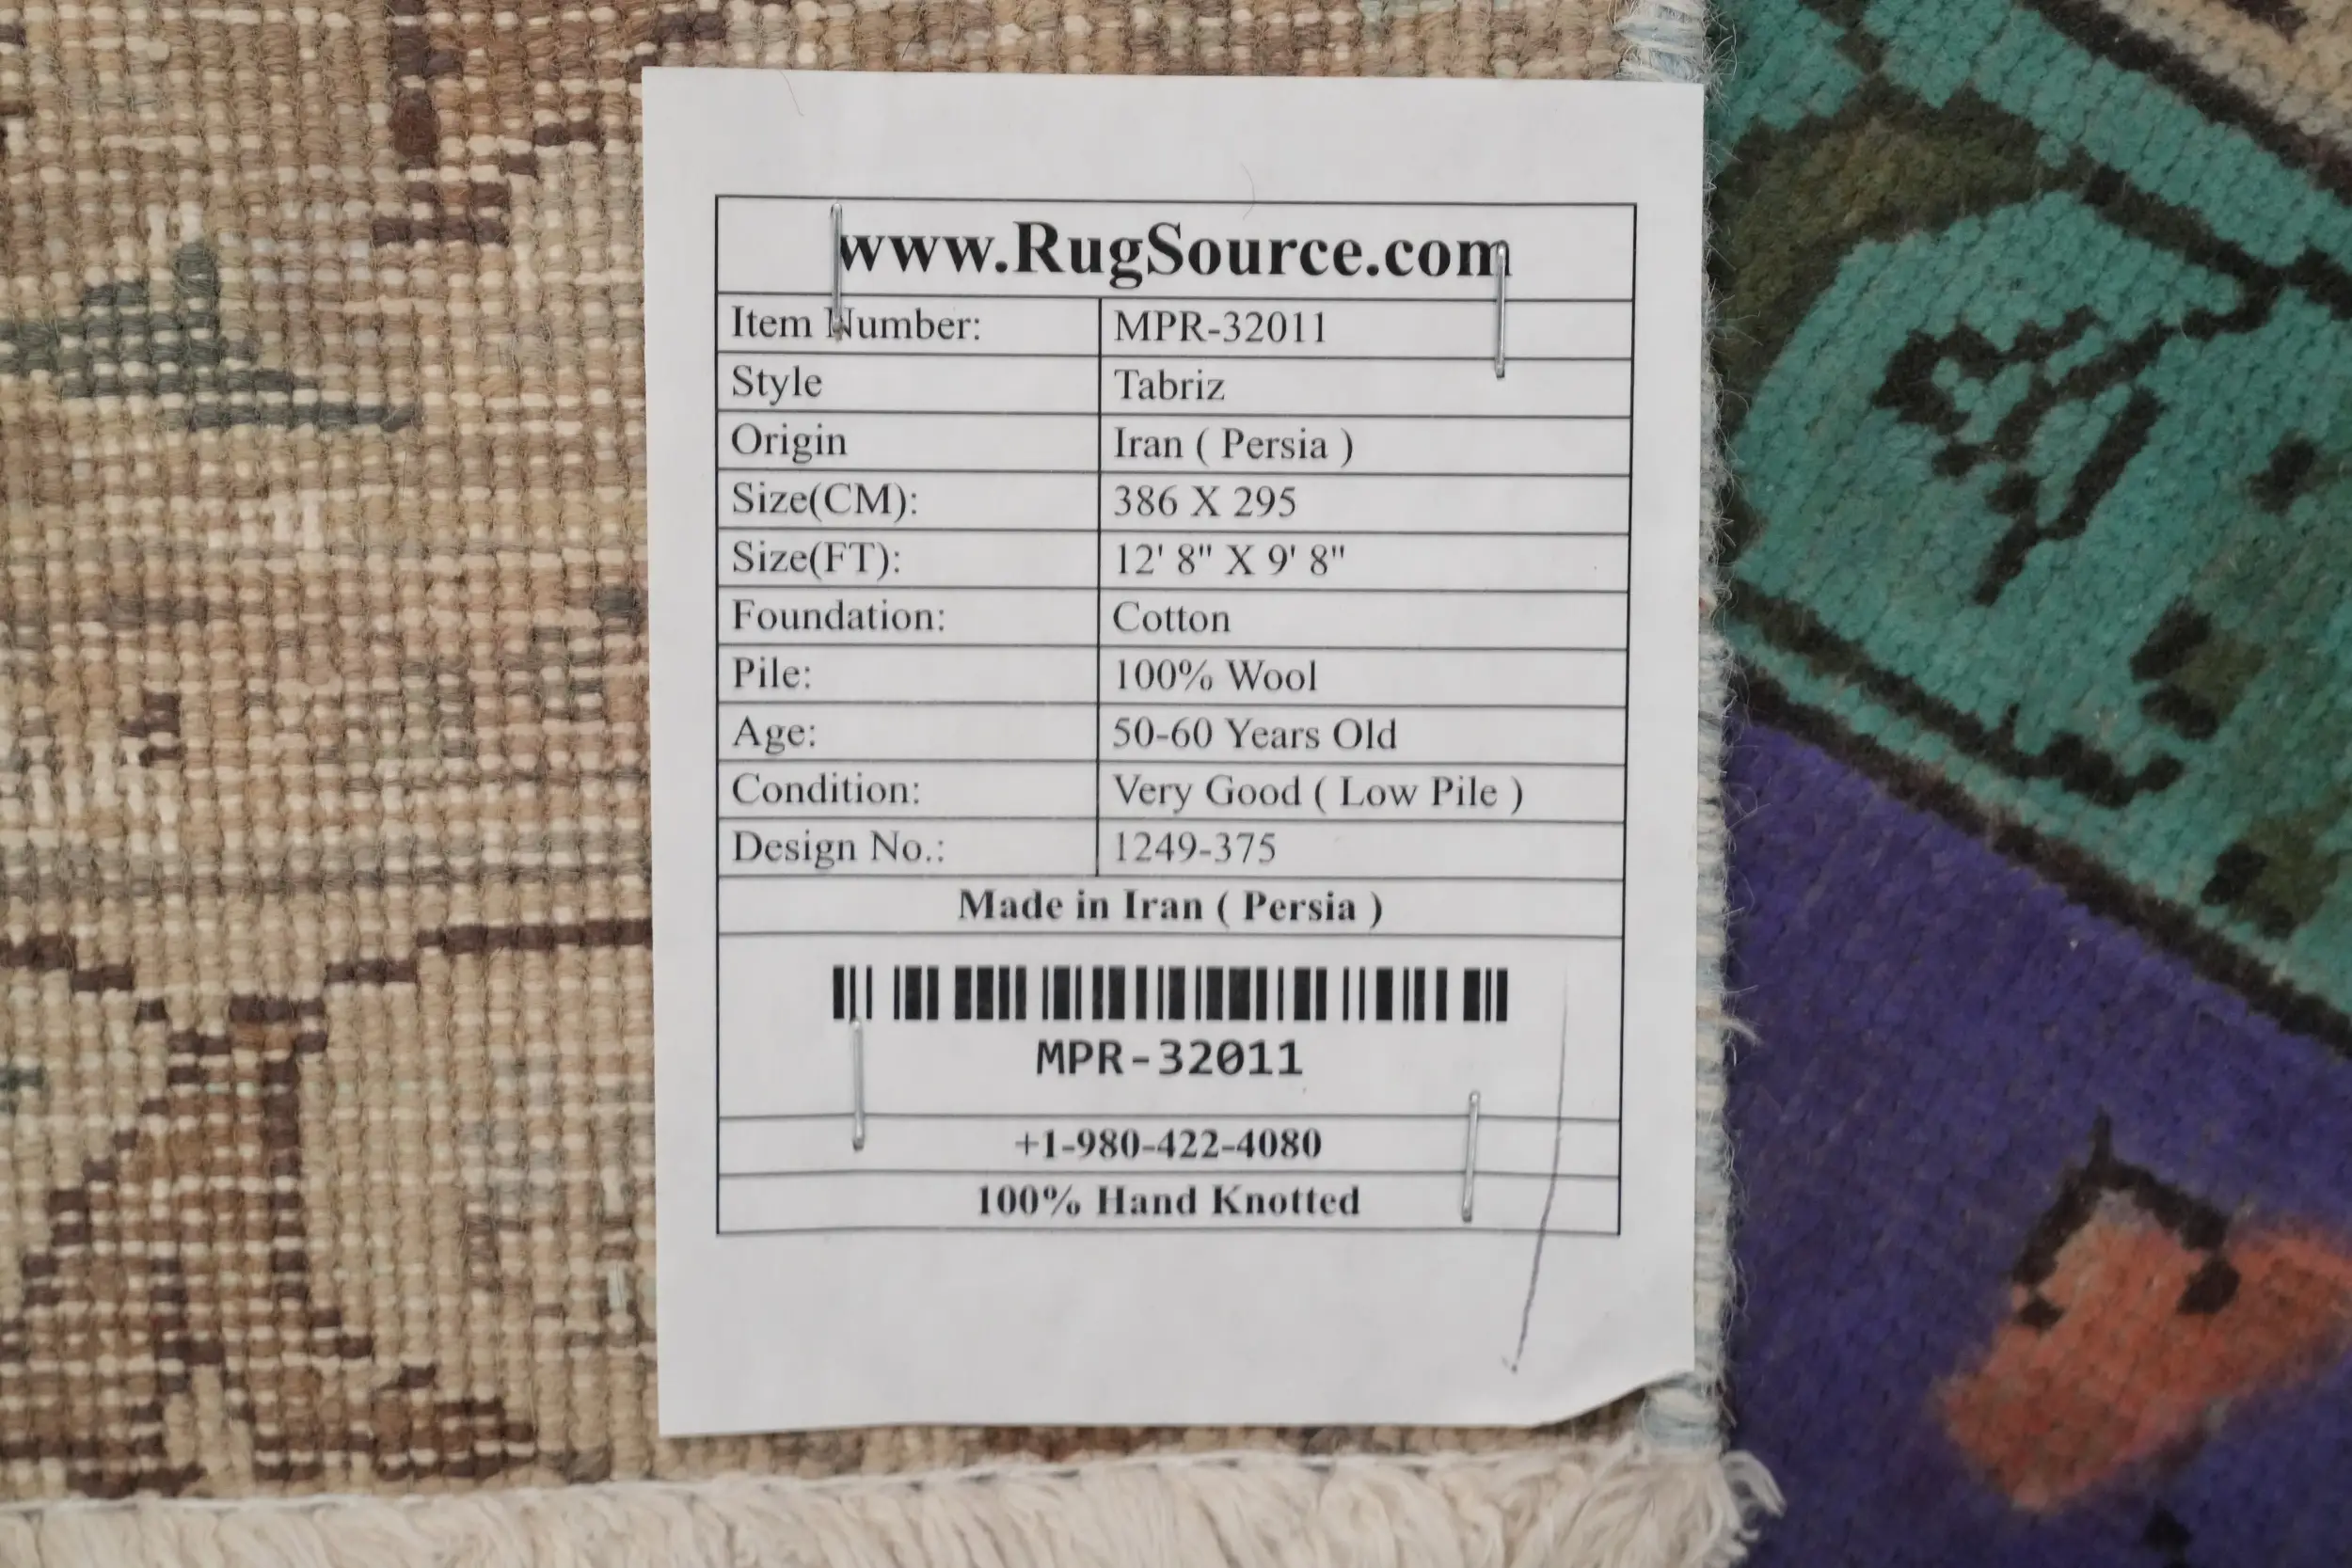 www.RugSource.com
Item Number: MPR-32011
Style Tabriz
Origin Iran ( Persia )
Size(CM): 386 X 295
Size(FT): 12' 8" X 9' 8"
Foundation: Cotton
Pile: 100% Wool
Age: 50-60 Years Old
Condition: Very Good ( Low Pile )
Design No.: 1249-375
Made in Iran ( Persia )
MPR-32011
+1-980-422-4080
100% Hand Knotted